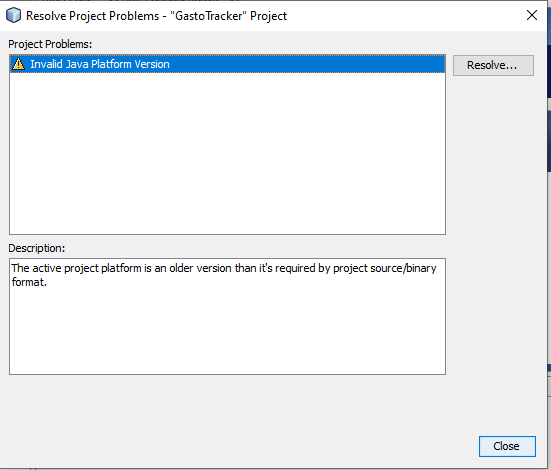 Resolve Project Problems - "GastoTracker" Project
Project Problems:
Invalid Java Platform Version
Resolve...
Description:
The active project platform is an older version than it's required by project source/binary
format.
Close